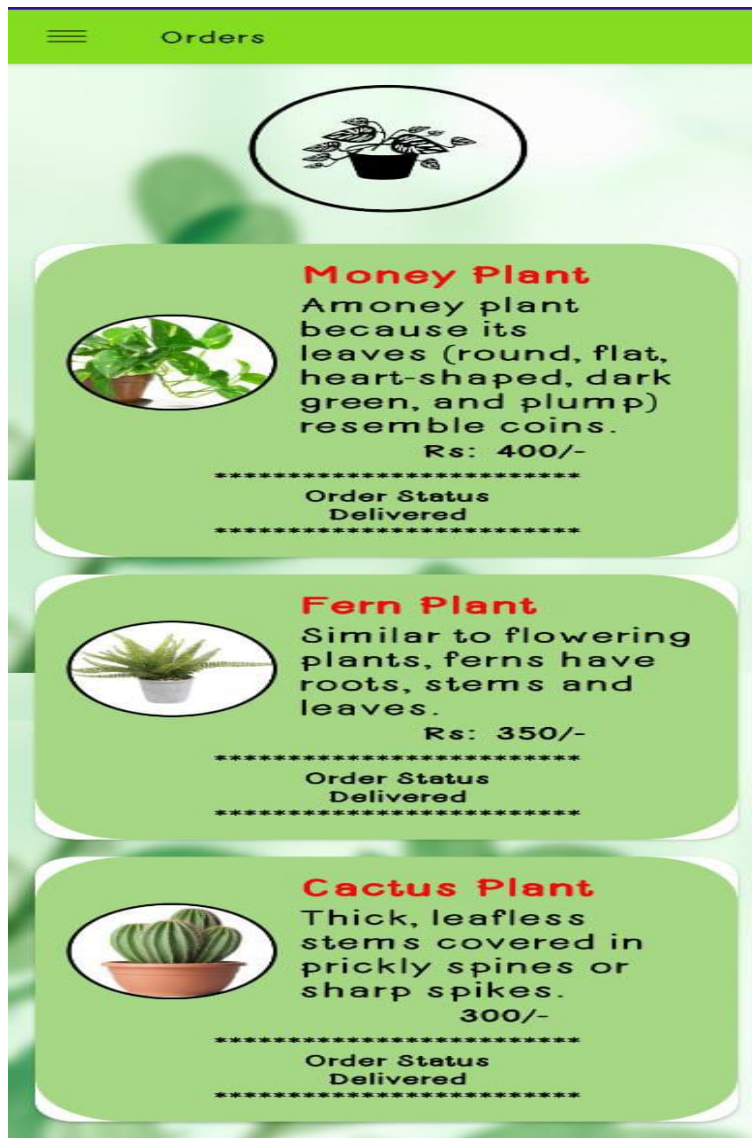 Orders
Money Plant
Amoney plant
because its
leaves (round, flat,
heart-shaped, dark
green, and plump)
resemble coins.
Rs: 400/-
**************************
Order Status
Delivered
**************************
Fern Plant
Similar to flowering
plants, ferns have
roots, stems and
leaves.
Rs: 350/-
**************************
Order Status
Delivered
**************************
Cactus Plant
Thick, leafless
stems covered in
prickly spines or
sharp spikes.
300/-
**************************
Order Status
Delivered
**************************